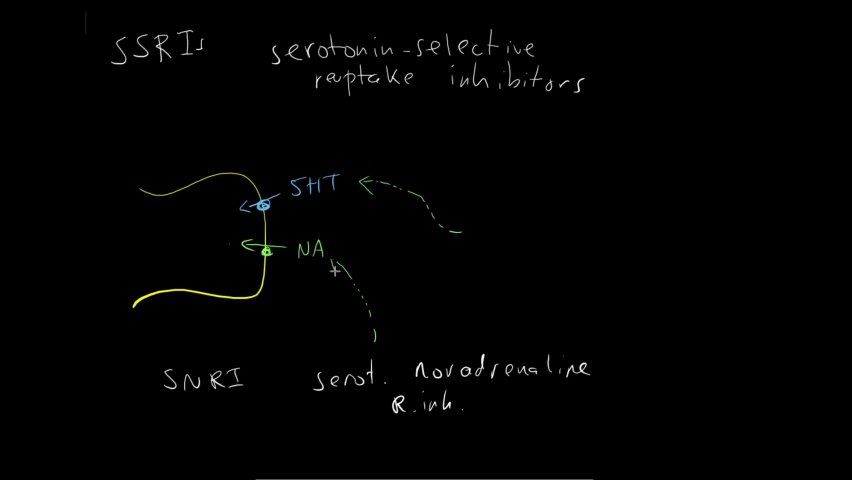 SSRIs serotonin-selective
reuptake inhibitors
5HT
NA
SNRI serot. noradrenaline
R.inh.